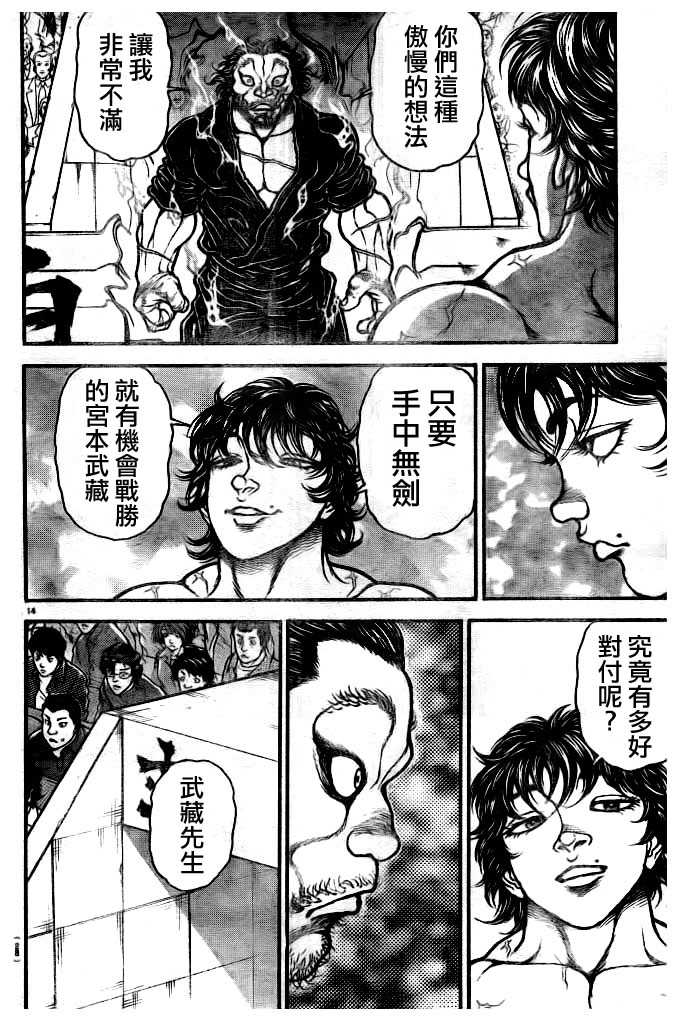 你們這種
傲慢的想法
讓我
非常不滿
只要
手中無劍
就有機會戰勝
的宮本武藏
14
究竟有多好
對付呢?
武藏先生